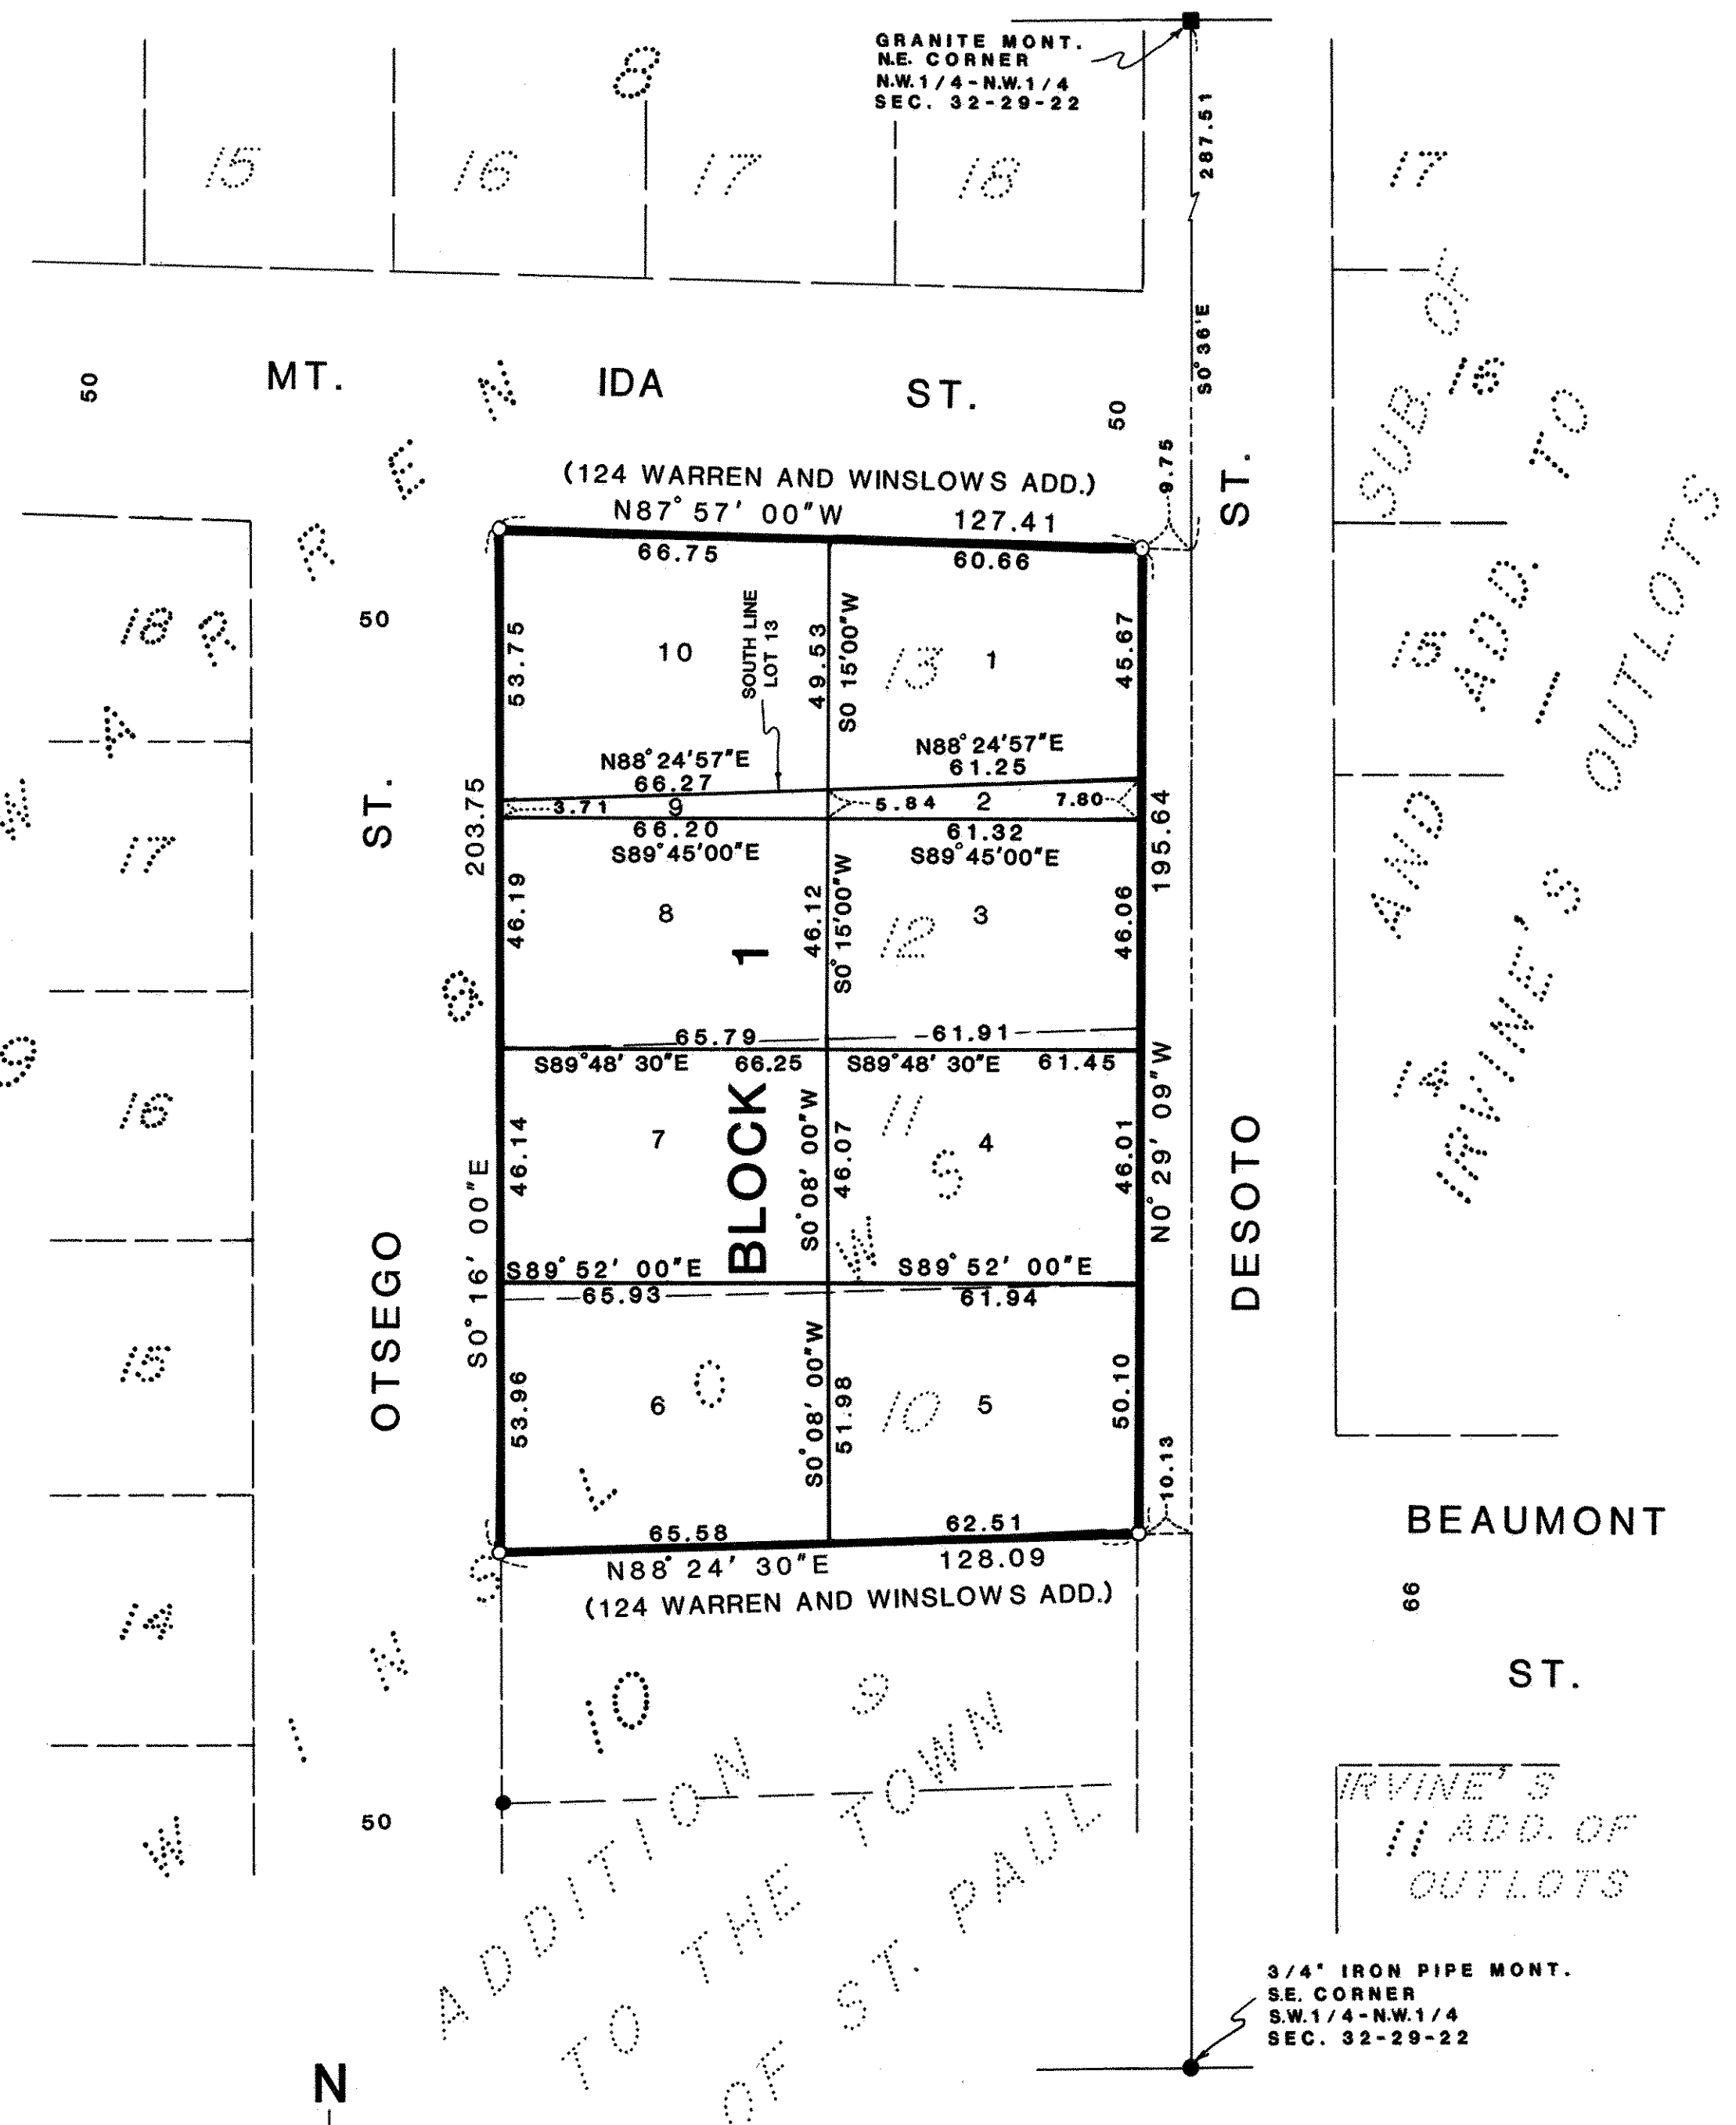 GRANITE MONT.
N.E. CORNER
N.W. 1/4 - N.W. 1/4
SEC. 32-29-22
287.51
8
15
16
17
18
17
S0°36'E
50
MT. IDA ST.
50
9.75
ST.
SUB. OF
16
(124 WARREN AND WINSLOWS ADD.)
N87° 57' 00"W 127.41
66.75
60.66
18
50
53.75
10
SOUTH LINE
LOT 13
49.53
S0 15'00"W
13
1
45.67
15
AND ADD. TO
1
IRVINE'S OUTLOTS
N88°24'57"E
66.27
N88°24'57"E
61.25
3.71
9
5.84
2
7.80
66.20
S89°45'00"E
61.32
S89°45'00"E
203.75
195.64
ST.
17
46.19
8
46.12
S0°15'00"W
12
3
46.06
BLOCK 1
9
65.79
61.91
S89°48'30"E 66.25
S89°48'30"E 61.45
16
46.14
7
S0°08'00"W
46.07
11
4
46.01
N0°29'09"W
14
S0°16'00"E
OTSEGO
DESOTO
S89°52'00"E
65.93
S89°52'00"E
61.94
15
53.96
6
S0°08'00"W
51.98
10
5
50.10
10.13
65.58
62.51
N88°24'30"E 128.09
(124 WARREN AND WINSLOWS ADD.)
BEAUMONT
66
ST.
14
10
9
50
WARREN
&
WINSLOWS
ADDITION
TO THE TOWN
OF ST. PAUL
IRVINE'S
11 ADD. OF
OUTLOTS
3/4" IRON PIPE MONT.
S.E. CORNER
S.W. 1/4 - N.W. 1/4
SEC. 32-29-22
N